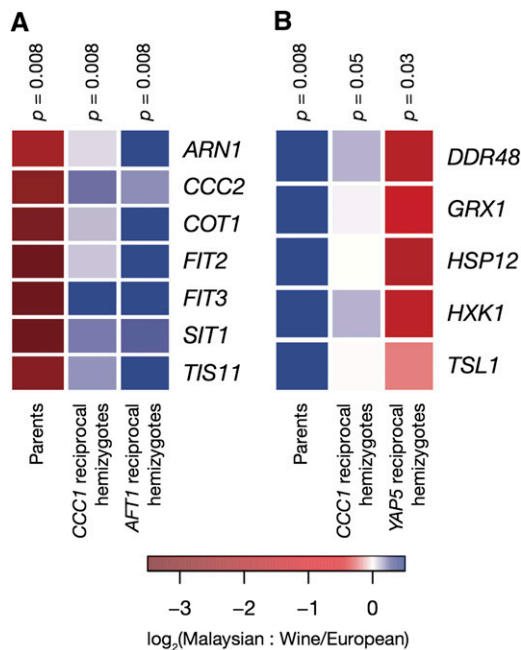 A
p = 0.008
p = 0.008
p = 0.008
ARN1
CCC2
COT1
FIT2
FIT3
SIT1
TIS11
Parents
CCC1 reciprocal
hemizygotes
AFT1 reciprocal
hemizygotes
B
p = 0.008
p = 0.05
p = 0.03
DDR48
GRX1
HSP12
HXK1
TSL1
Parents
CCC1 reciprocal
hemizygotes
YAP5 reciprocal
hemizygotes
−3 −2 −1 0
log₂(Malaysian : Wine/European)